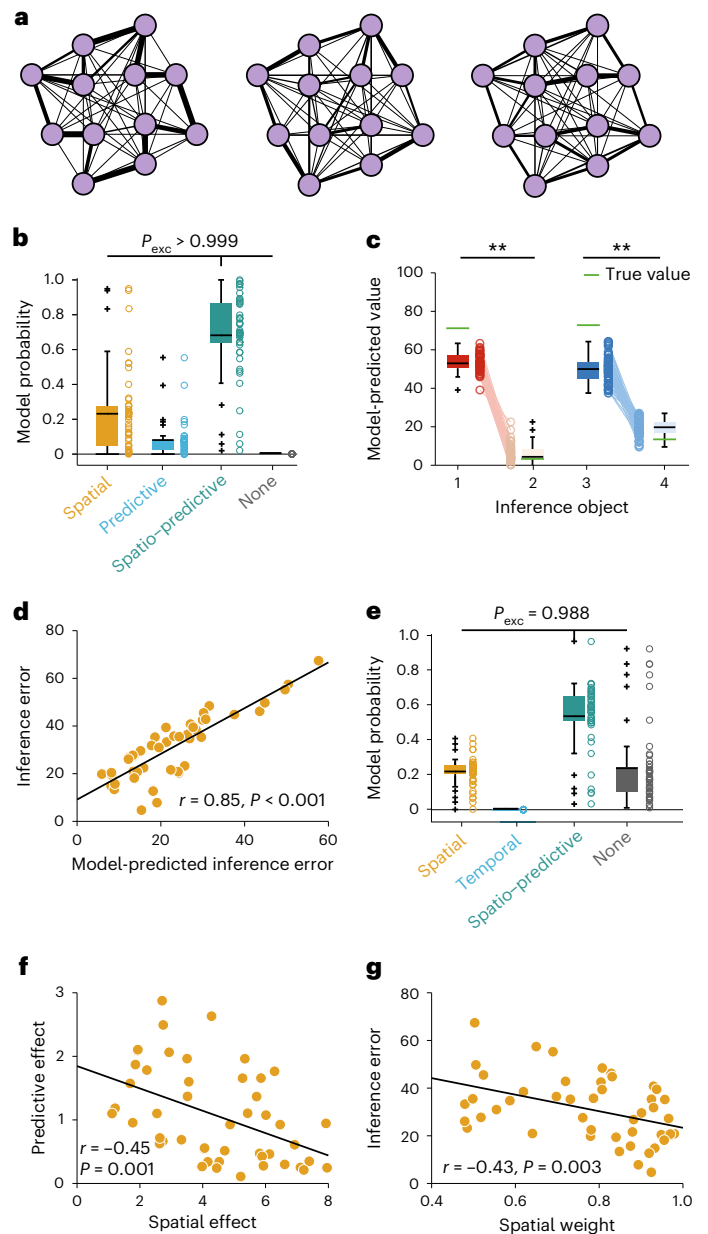 a
b
P_exc > 0.999
Model probability
1.0
0.8
0.6
0.4
0.2
0
Spatial
Predictive
Spatio–predictive
None
c
** **
True value
Model-predicted value
100
80
60
40
20
0
1 2 3 4
Inference object
d
Inference error
80
60
40
20
0
r = 0.85, P < 0.001
0 20 40 60
Model-predicted inference error
e
P_exc = 0.988
Model probability
1.0
0.8
0.6
0.4
0.2
0
Spatial
Temporal
Spatio–predictive
None
f
Predictive effect
3
2
1
0
r = –0.45
P = 0.001
0 2 4 6 8
Spatial effect
g
Inference error
80
60
40
20
0
r = –0.43, P = 0.003
0.4 0.6 0.8 1.0
Spatial weight